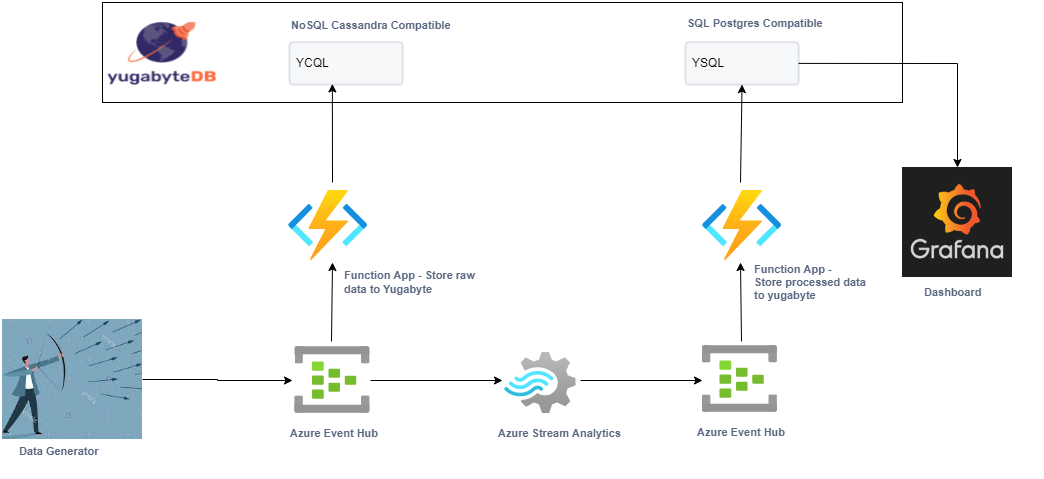 NoSQL Cassandra Compatible
SQL Postgres Compatible
yugabyteDB
YCQL
YSQL
Grafana
Function App - Store raw
data to Yugabyte
Function App -
Store processed data
to yugabyte
Dashboard
Azure Event Hub
Azure Stream Analytics
Azure Event Hub
Data Generator